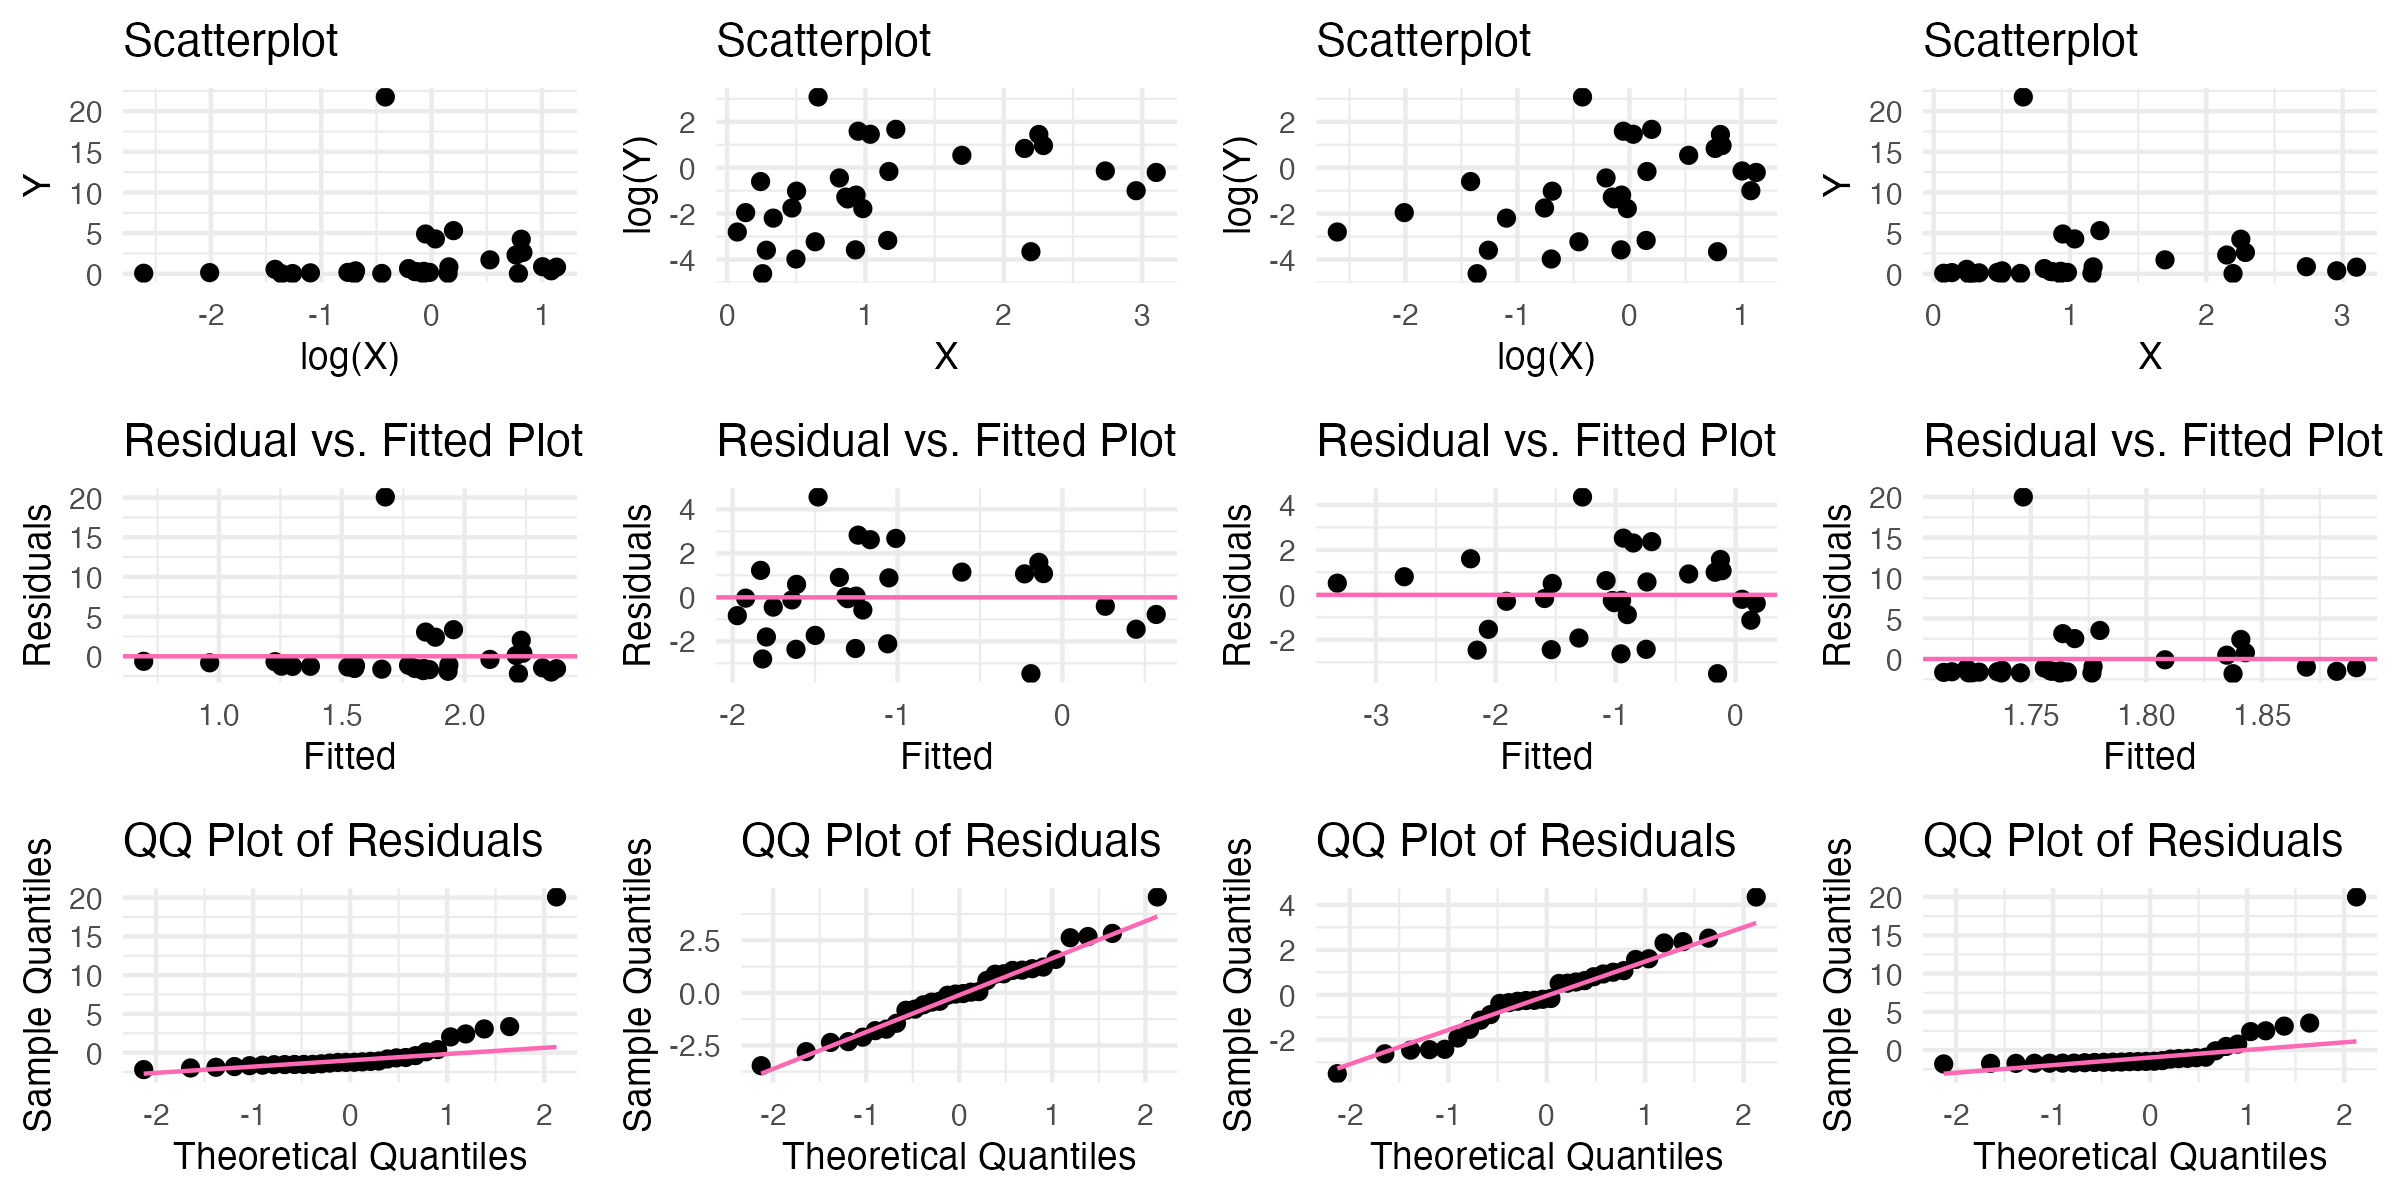 Scatterplot
Scatterplot
Scatterplot
Scatterplot
Y
20
15
10
5
0
-2
-1
0
1
log(X)
log(Y)
2
0
-2
-4
0
1
2
3
X
log(Y)
2
0
-2
-4
-2
-1
0
1
log(X)
Y
20
15
10
5
0
0
1
2
3
X
Residual vs. Fitted Plot
Residual vs. Fitted Plot
Residual vs. Fitted Plot
Residual vs. Fitted Plot
Residuals
20
15
10
5
0
1.0
1.5
2.0
Fitted
Residuals
4
2
0
-2
-2
-1
0
Fitted
Residuals
4
2
0
-2
-3
-2
-1
0
Fitted
Residuals
20
15
10
5
0
1.75
1.80
1.85
Fitted
QQ Plot of Residuals
QQ Plot of Residuals
QQ Plot of Residuals
QQ Plot of Residuals
Sample Quantiles
20
15
10
5
0
-2
-1
0
1
2
Theoretical Quantiles
Sample Quantiles
2.5
0.0
-2.5
-2
-1
0
1
2
Theoretical Quantiles
Sample Quantiles
4
2
0
-2
-2
-1
0
1
2
Theoretical Quantiles
Sample Quantiles
20
15
10
5
0
-2
-1
0
1
2
Theoretical Quantiles